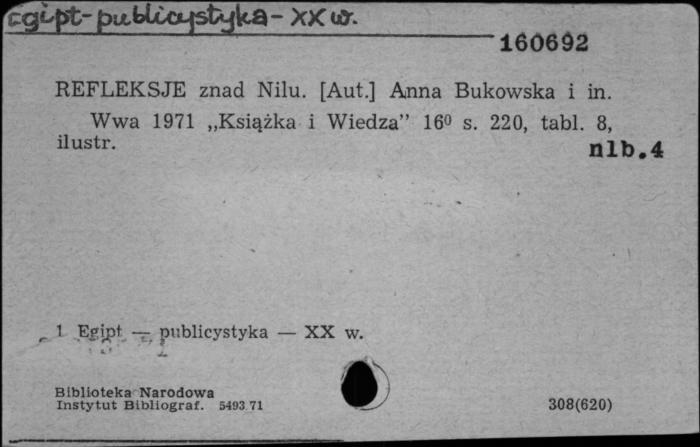 Egipt-publicystyka-XX w.
160692
REFLEKSJE znad Nilu. [Aut.] Anna Bukowska i in.
Wwa 1971 „Książka i Wiedza” 16⁰ s. 220, tabl. 8,
ilustr.
nlb.4
1 Egipt — publicystyka — XX w.
Biblioteka Narodowa
Instytut Bibliograf. 5493 71
308(620)